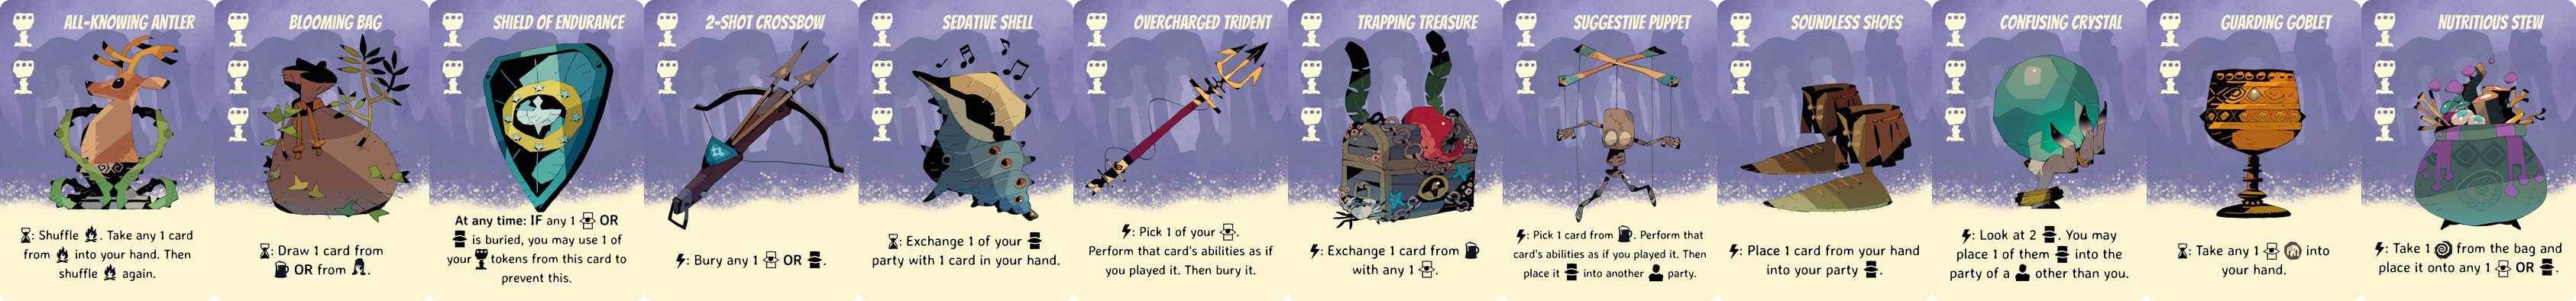 ALL-KNOWING ANTLER
: Shuffle . Take any 1 card
from into your hand. Then
shuffle again.
BLOOMING BAG
: Draw 1 card from
OR from .
SHIELD OF ENDURANCE
At any time: IF any 1 OR
is buried, you may use 1 of
your tokens from this card to
prevent this.
2-SHOT CROSSBOW
: Bury any 1 OR .
SEDATIVE SHELL
: Exchange 1 of your
party with 1 card in your hand.
OVERCHARGED TRIDENT
: Pick 1 of your .
Perform that card's abilities as if
you played it. Then bury it.
TRAPPING TREASURE
: Exchange 1 card from
with any 1 .
SUGGESTIVE PUPPET
: Pick 1 card from . Perform that
card's abilities as if you played it. Then
place it into another party.
SOUNDLESS SHOES
: Place 1 card from your hand
into your party .
CONFUSING CRYSTAL
: Look at 2 . You may
place 1 of them into the
party of a other than you.
GUARDING GOBLET
: Take any 1 into
your hand.
NUTRITIOUS STEW
: Take 1 from the bag and
place it onto any 1 OR .